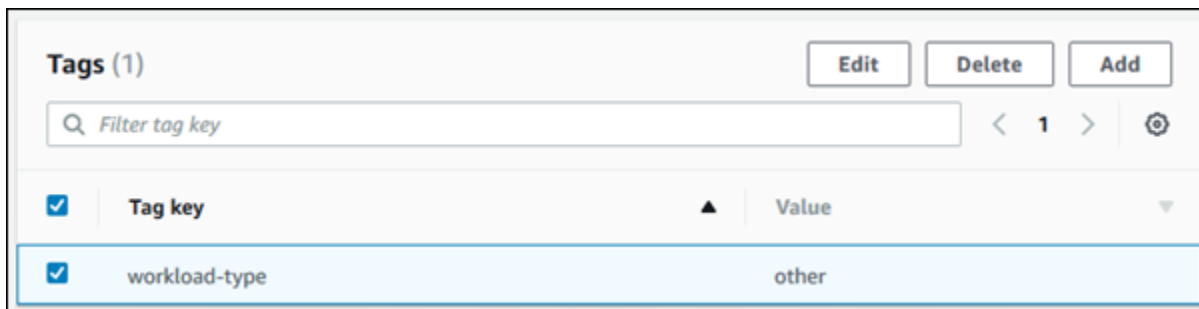 Tags (1) Edit Delete Add
Filter tag key 1
Tag key Value
workload-type other